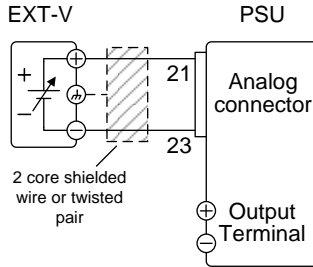 EXT-V
PSU
+
−
+
−
21
23
Analog
connector
2 core shielded
wire or twisted
pair
+
−
Output
Terminal